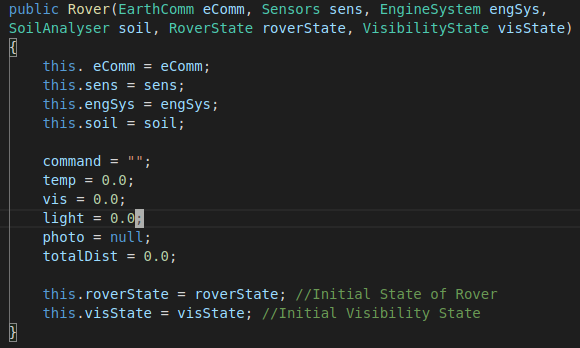 public Rover(EarthComm eComm, Sensors sens, EngineSystem engSys,
SoilAnalyser soil, RoverState roverState, VisibilityState visState)
{
    this. eComm = eComm;
    this.sens = sens;
    this.engSys = engSys;
    this.soil = soil;

    command = "";
    temp = 0.0;
    vis = 0.0;
    light = 0.0;
    photo = null;
    totalDist = 0.0;

    this.roverState = roverState; //Initial State of Rover
    this.visState = visState; //Initial Visibility State
}